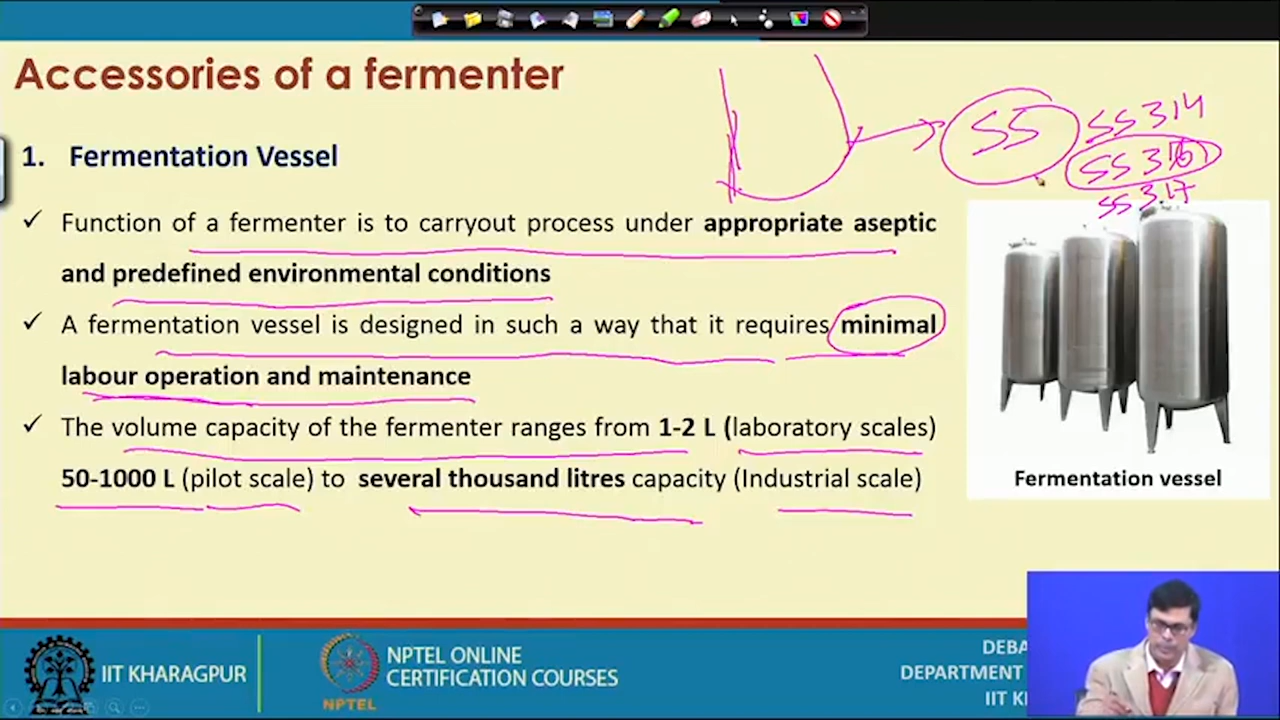 Accessories of a fermenter
SS
SS 314
SS 316
SS 317
1. Fermentation Vessel
✓ Function of a fermenter is to carryout process under appropriate aseptic
and predefined environmental conditions
✓ A fermentation vessel is designed in such a way that it requires minimal
labour operation and maintenance
✓ The volume capacity of the fermenter ranges from 1-2 L (laboratory scales)
50-1000 L (pilot scale) to several thousand litres capacity (Industrial scale)
Fermentation vessel
IIT KHARAGPUR
NPTEL
NPTEL ONLINE
CERTIFICATION COURSES
DEBA
DEPARTMENT
IIT K